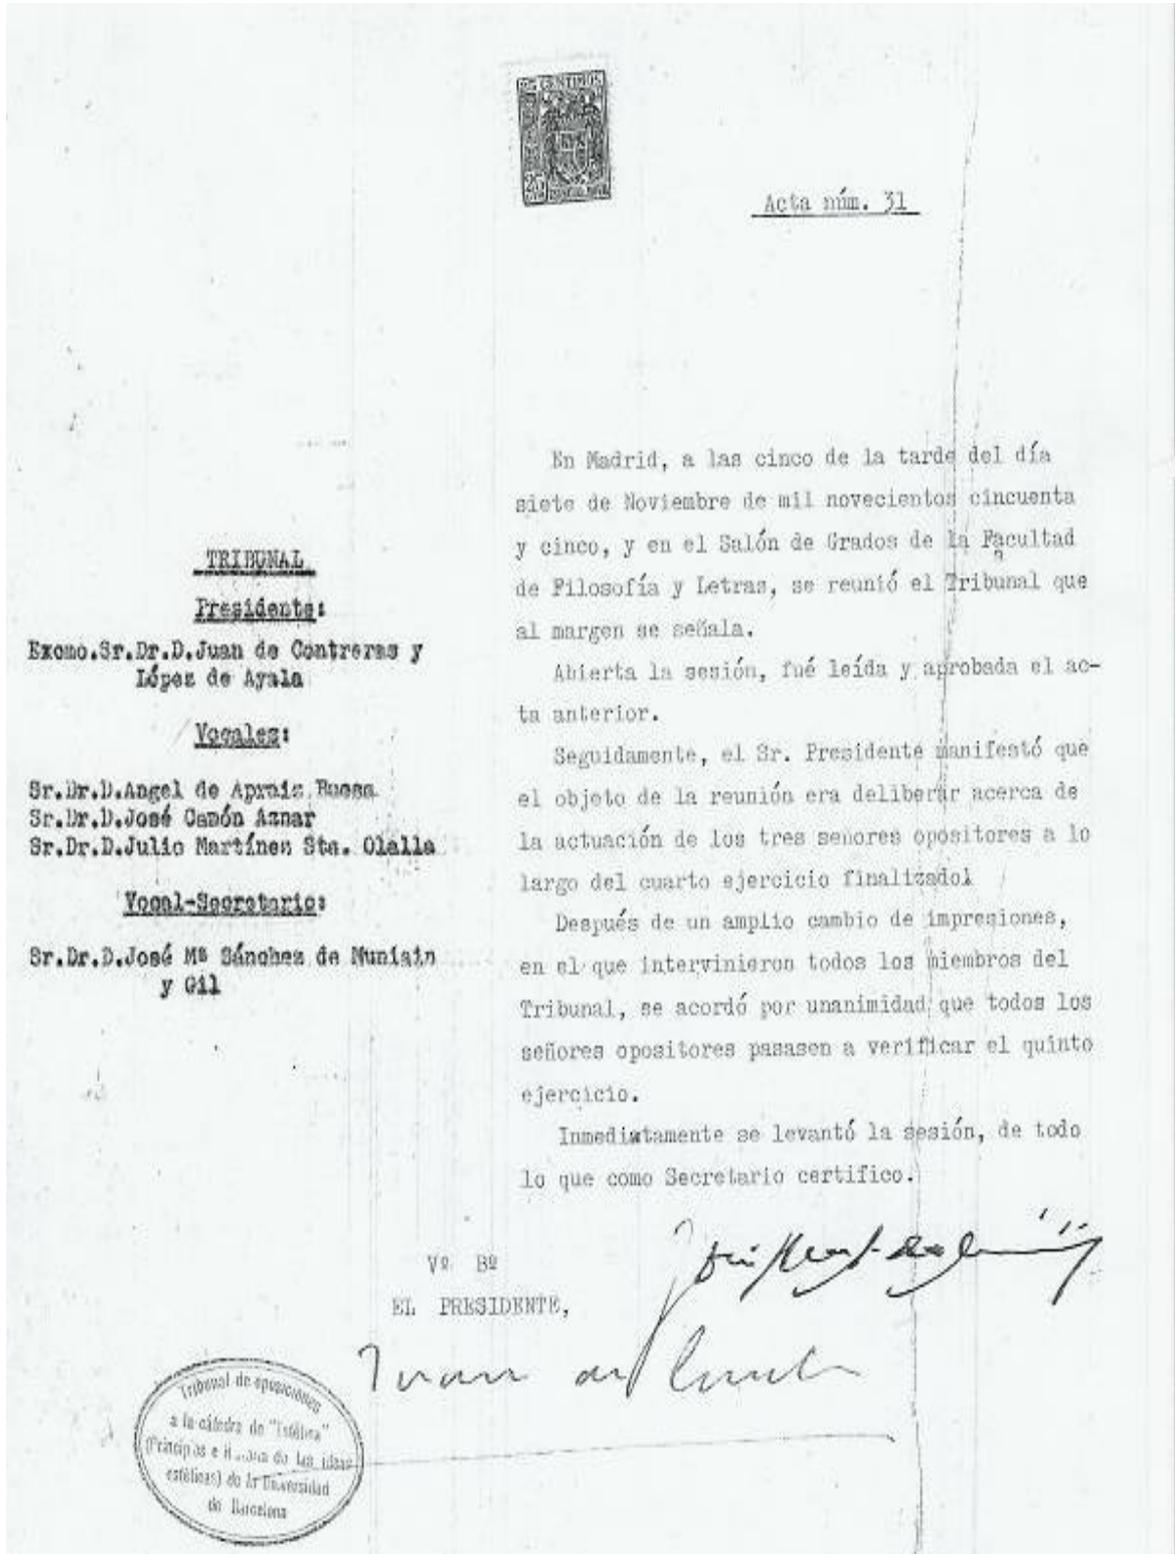 CENTIMOS
25
Acta núm. 31
En Madrid, a las cinco de la tarde del día
siete de Noviembre de mil novecientos cincuenta
y cinco, y en el Salón de Grados de la Facultad
de Filosofía y Letras, se reunió el Tribunal que
al margen se señala.
Abierta la sesión, fué leída y aprobada el ac-
ta anterior.
Seguidamente, el Sr. Presidente manifestó que
el objeto de la reunión era deliberar acerca de
la actuación de los tres señores opositores a lo
largo del cuarto ejercicio finalizado.
Después de un amplio cambio de impresiones,
en el que intervinieron todos los miembros del
Tribunal, se acordó por unanimidad que todos los
señores opositores pasasen a verificar el quinto
ejercicio.
Inmediatamente se levantó la sesión, de todo
lo que como Secretario certifico.
TRIBUNAL
Presidente:
Excmo.Sr.Dr.D.Juan de Contreras y
López de Ayala
Vocales:
Sr.Dr.D.Angel de Apraiz Buesa
Sr.Dr.D.José Camón Aznar
Sr.Dr.D.Julio Martínez Sta. Olalla
Vocal-Secretario:
Sr.Dr.D.José Mª Sánchez de Muniain
y Gil
Vº Bº
EL PRESIDENTE,
Juan de
Tribunal de oposiciones
a la cátedra de "Estética"
(Principios e Historia de las ideas
estéticas) de la Universidad
de Barcelona